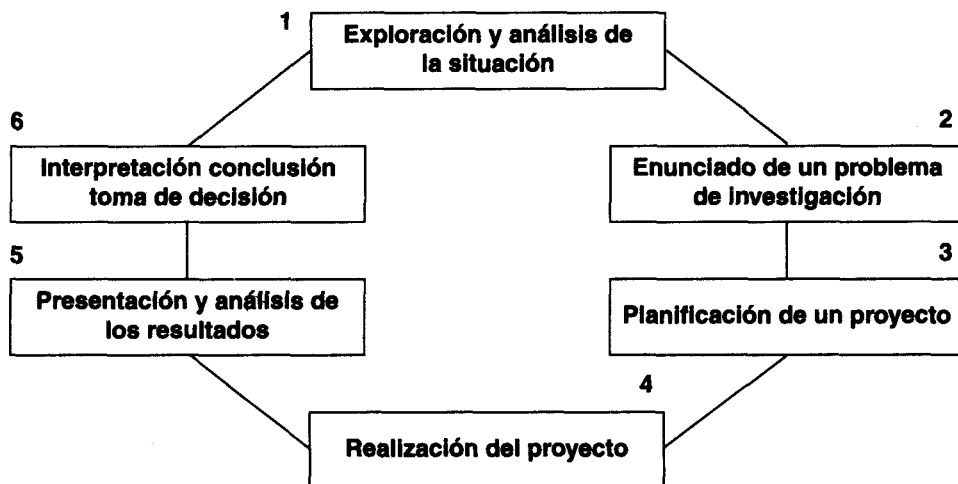 1
Exploración y análisis de
la situación
2
Enunciado de un problema
de investigación
3
Planificación de un proyecto
4
Realización del proyecto
5
Presentación y análisis de
los resultados
6
Interpretación conclusión
toma de decisión